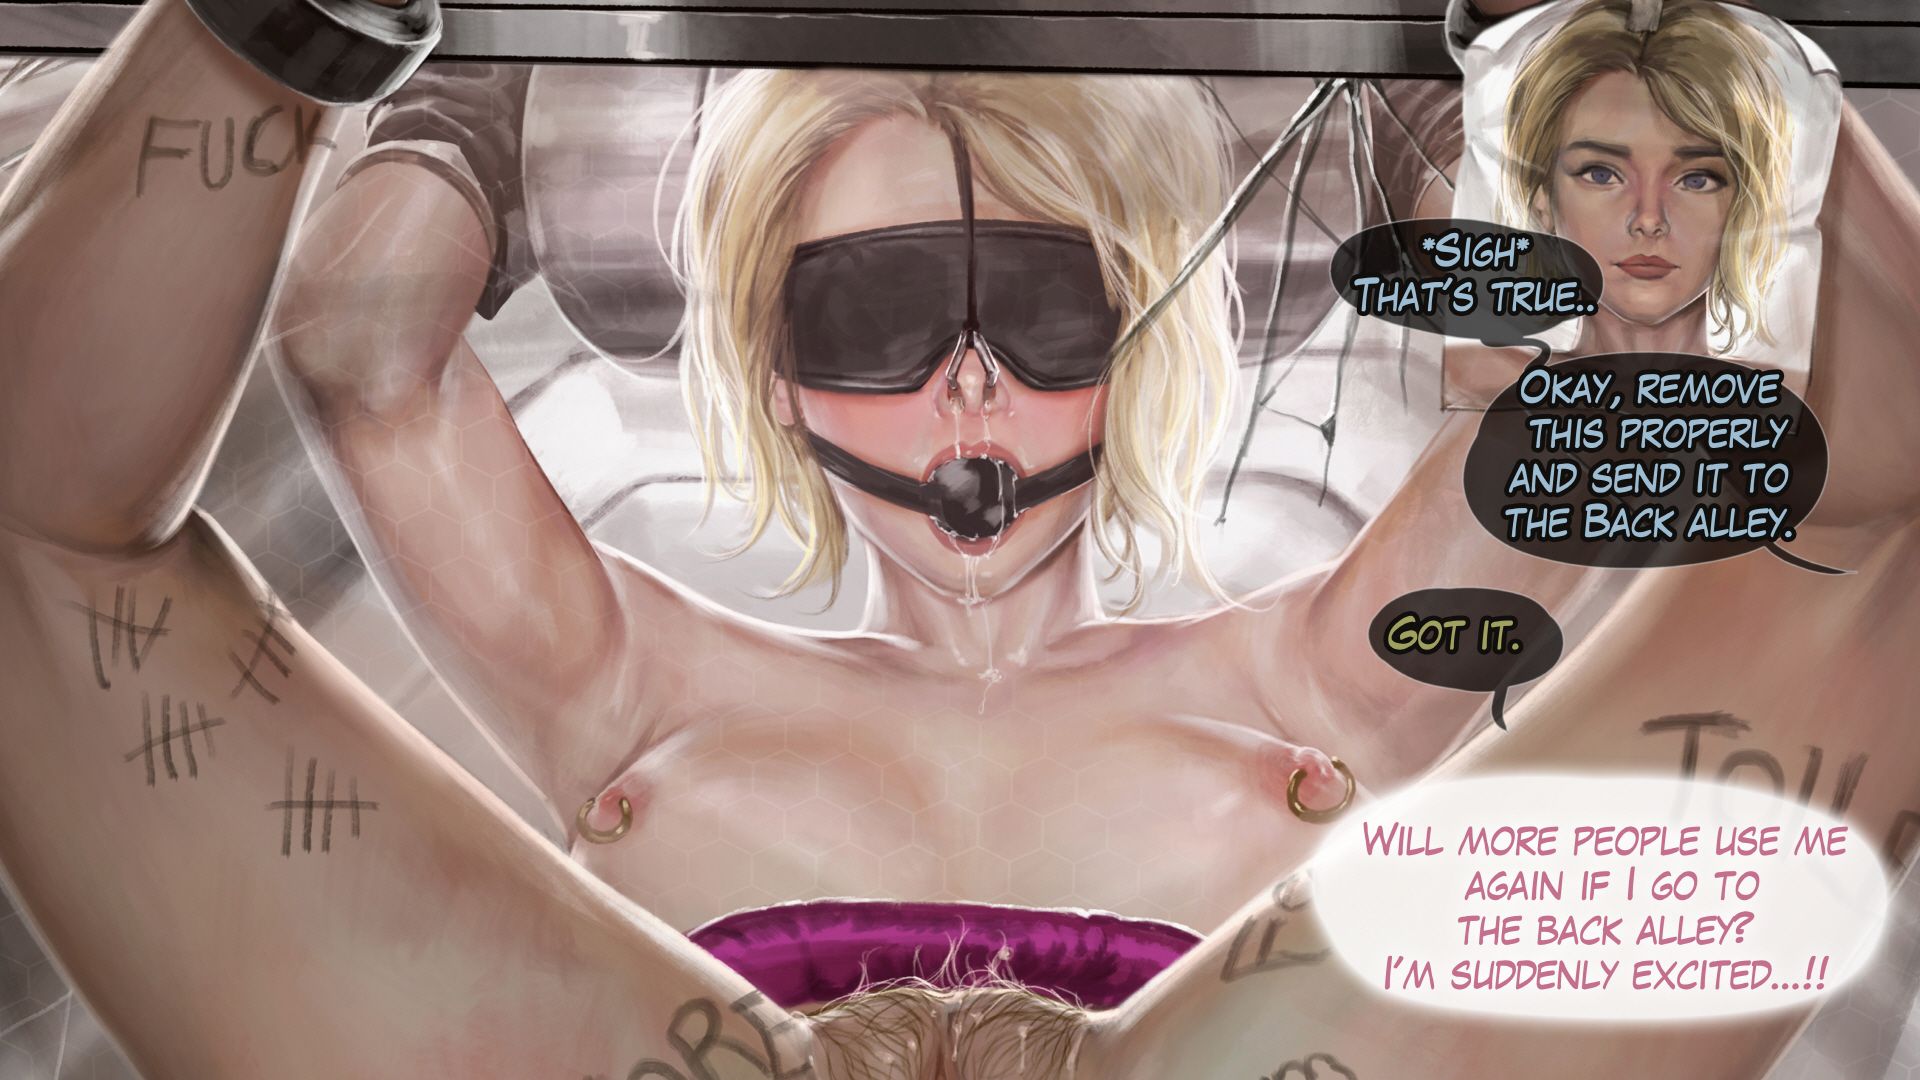 FUCK
*SIGH*
THAT'S TRUE..
OKAY, REMOVE
THIS PROPERLY
AND SEND IT TO
THE BACK ALLEY.
GOT IT.
WILL MORE PEOPLE USE ME
AGAIN IF I GO TO
THE BACK ALLEY?
I'M SUDDENLY EXCITED...!!